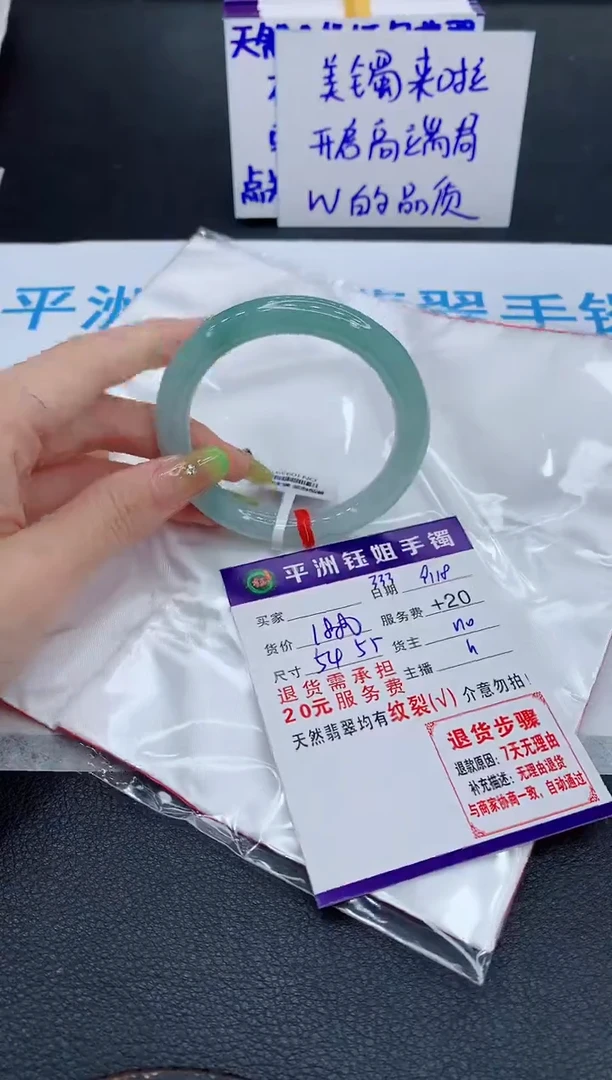 美镯来啦
开启高端局
W的品质
平洲
翡翠手镯
平洲钰姐手镯
333
买家
日期 9.18
货价 1880 服务费 +20
尺寸 54 55 货主 no
退货需承担 主播 h
20元服务费
天然翡翠均有纹裂(√) 介意勿拍!
退货步骤
退款原因:7天无理由
补充描述:无理由退货
与商家协商一致,自动通过